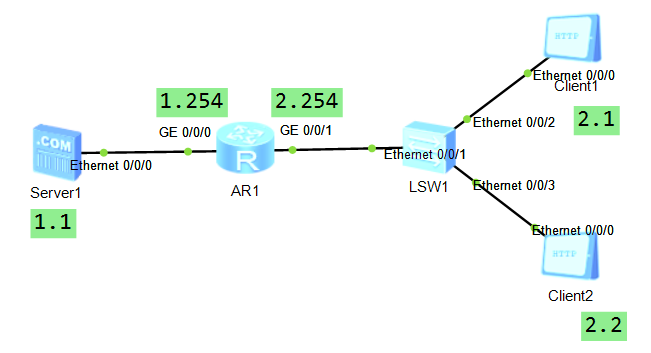 HTTP
Ethernet 0/0/0
Client1
1.254
2.254
Ethernet 0/0/2
2.1
GE 0/0/0
GE 0/0/1
.COM
Ethernet 0/0/0
R
Ethernet 0/0/1
Server1
AR1
LSW1
Ethernet 0/0/3
1.1
Ethernet 0/0/0
HTTP
Client2
2.2